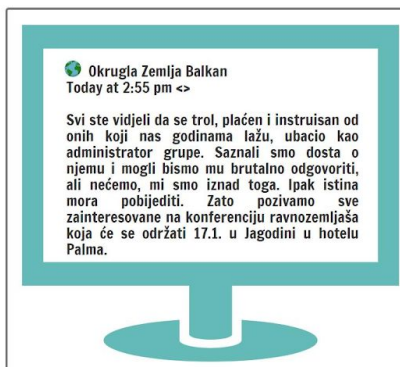 Okrugla Zemlja Balkan
Today at 2:55 pm <>
Svi ste vidjeli da se trol, plaćen i instruisan od
onih koji nas godinama lažu, ubacio kao
administrator grupe. Saznali smo dosta o
njemu i mogli bismo mu brutalno odgovoriti,
ali nećemo, mi smo iznad toga. Ipak istina
mora pobijediti. Zato pozivamo sve
zainteresovane na konferenciju ravnozemljaša
koja će se održati 17.1. u Jagodini u hotelu
Palma.